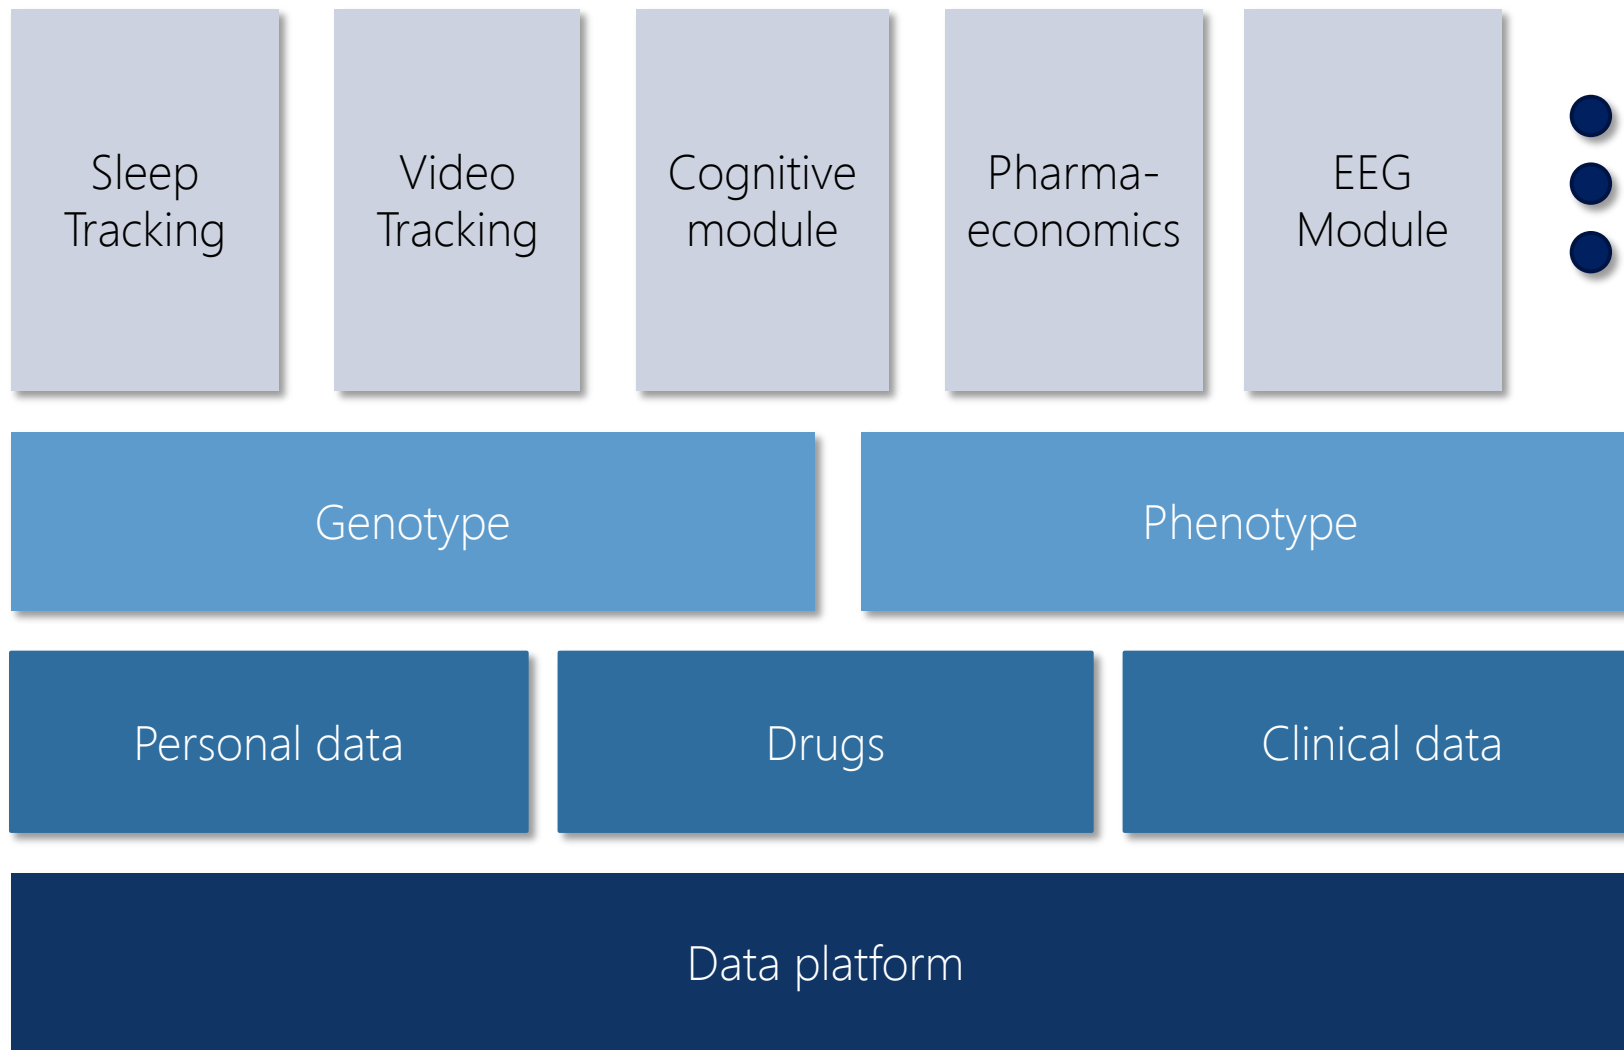 Sleep
Tracking
Video
Tracking
Cognitive
module
Pharma-
economics
EEG
Module
Genotype
Phenotype
Personal data
Drugs
Clinical data
Data platform